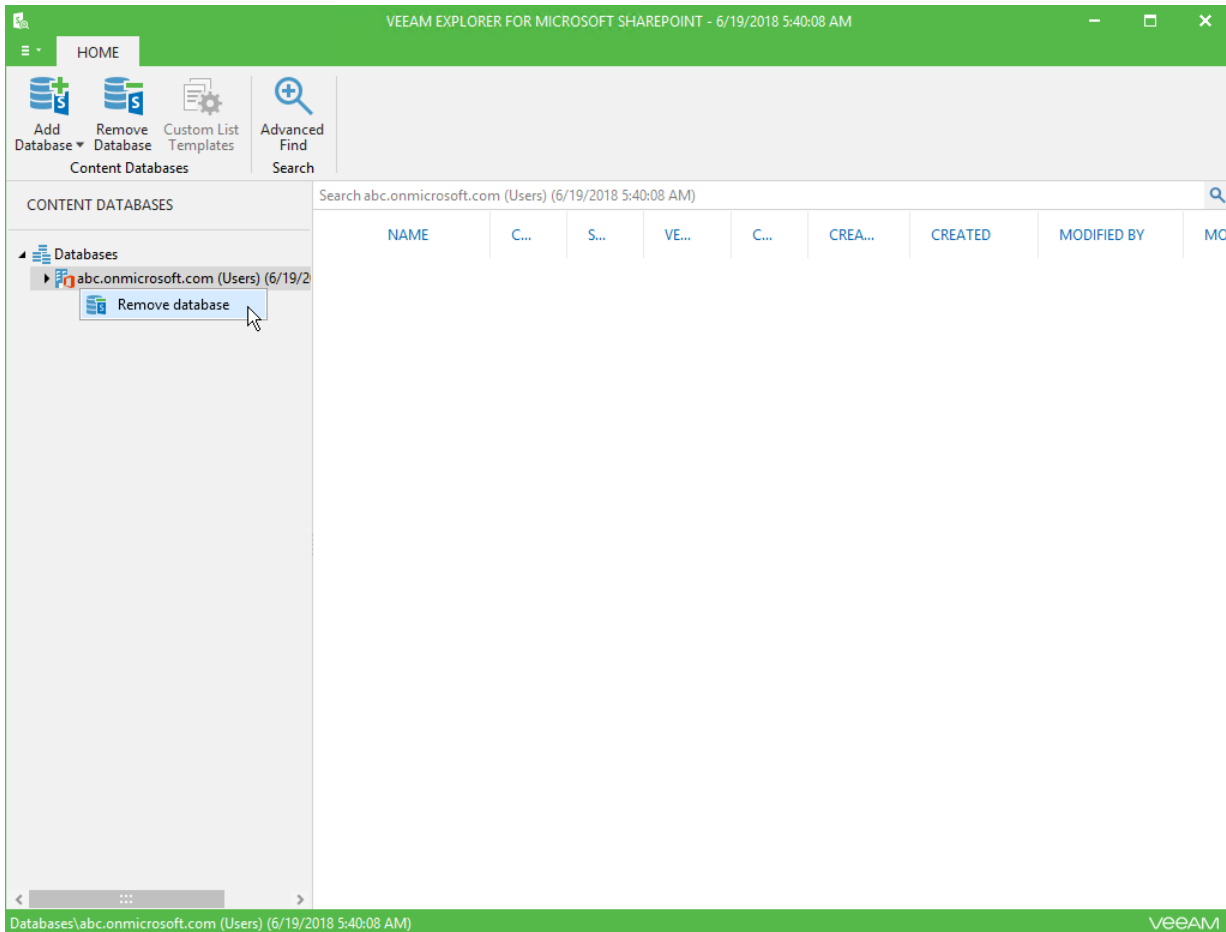 VEEAM EXPLORER FOR MICROSOFT SHAREPOINT - 6/19/2018 5:40:08 AM
HOME
Add Database
Remove Database
Custom List Templates
Advanced Find
Content Databases
Search
CONTENT DATABASES
Search abc.onmicrosoft.com (Users) (6/19/2018 5:40:08 AM)
NAME C... S... VE... C... CREA... CREATED MODIFIED BY MO
Databases
abc.onmicrosoft.com (Users) (6/19/2
Remove database
Databases\abc.onmicrosoft.com (Users) (6/19/2018 5:40:08 AM)
veeAM